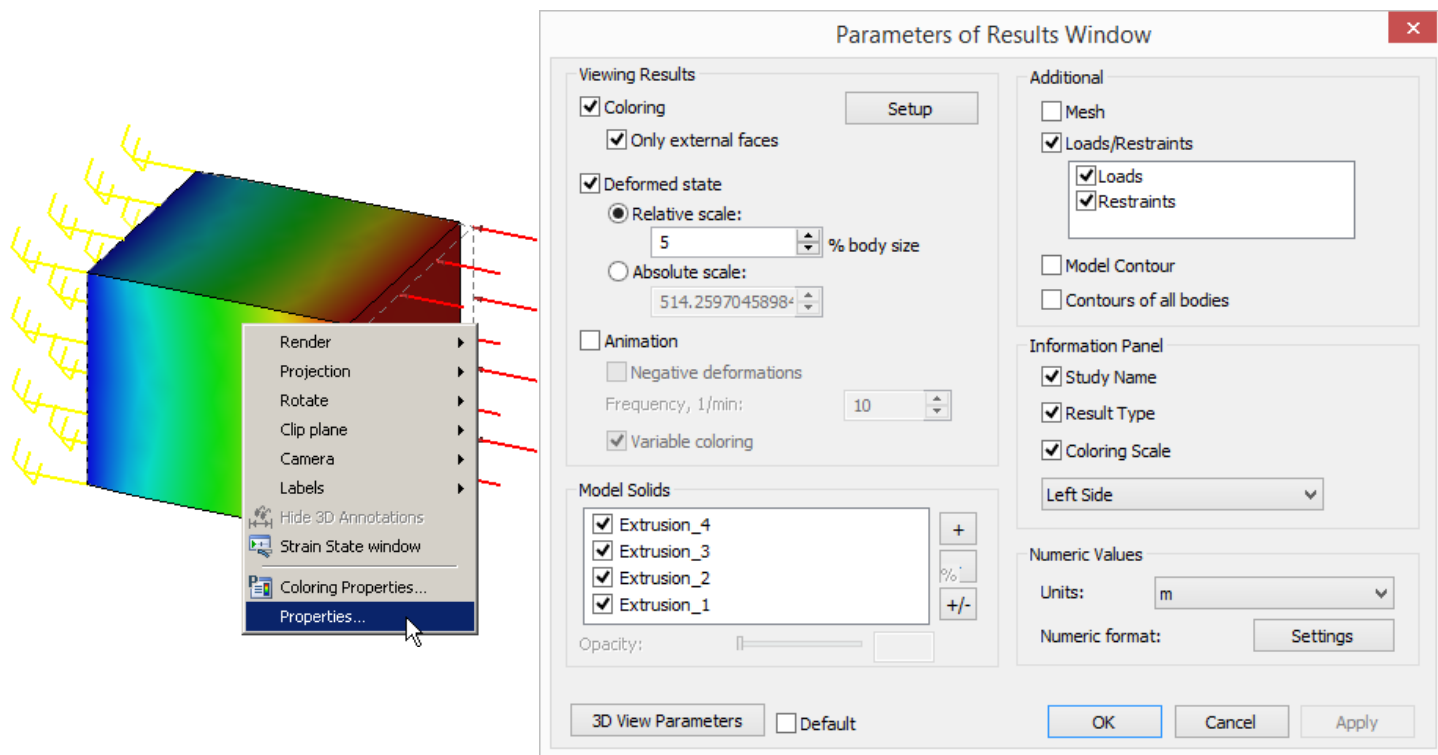 Render
Projection
Rotate
Clip plane
Camera
Labels
Hide 3D Annotations
Strain State window
Coloring Properties...
Properties...
Parameters of Results Window
Viewing Results
Coloring
Setup
Only external faces
Deformed state
Relative scale:
5
% body size
Absolute scale:
Animation
Negative deformations
Frequency, 1/min:
10
Variable coloring
Model Solids
Extrusion_4
Extrusion_3
Extrusion_2
Extrusion_1
+
%
+/-
Opacity:
Additional
Mesh
Loads/Restraints
Loads
Restraints
Model Contour
Contours of all bodies
Information Panel
Study Name
Result Type
Coloring Scale
Left Side
Numeric Values
Units:
m
Numeric format:
Settings
3D View Parameters
Default
OK
Cancel
Apply